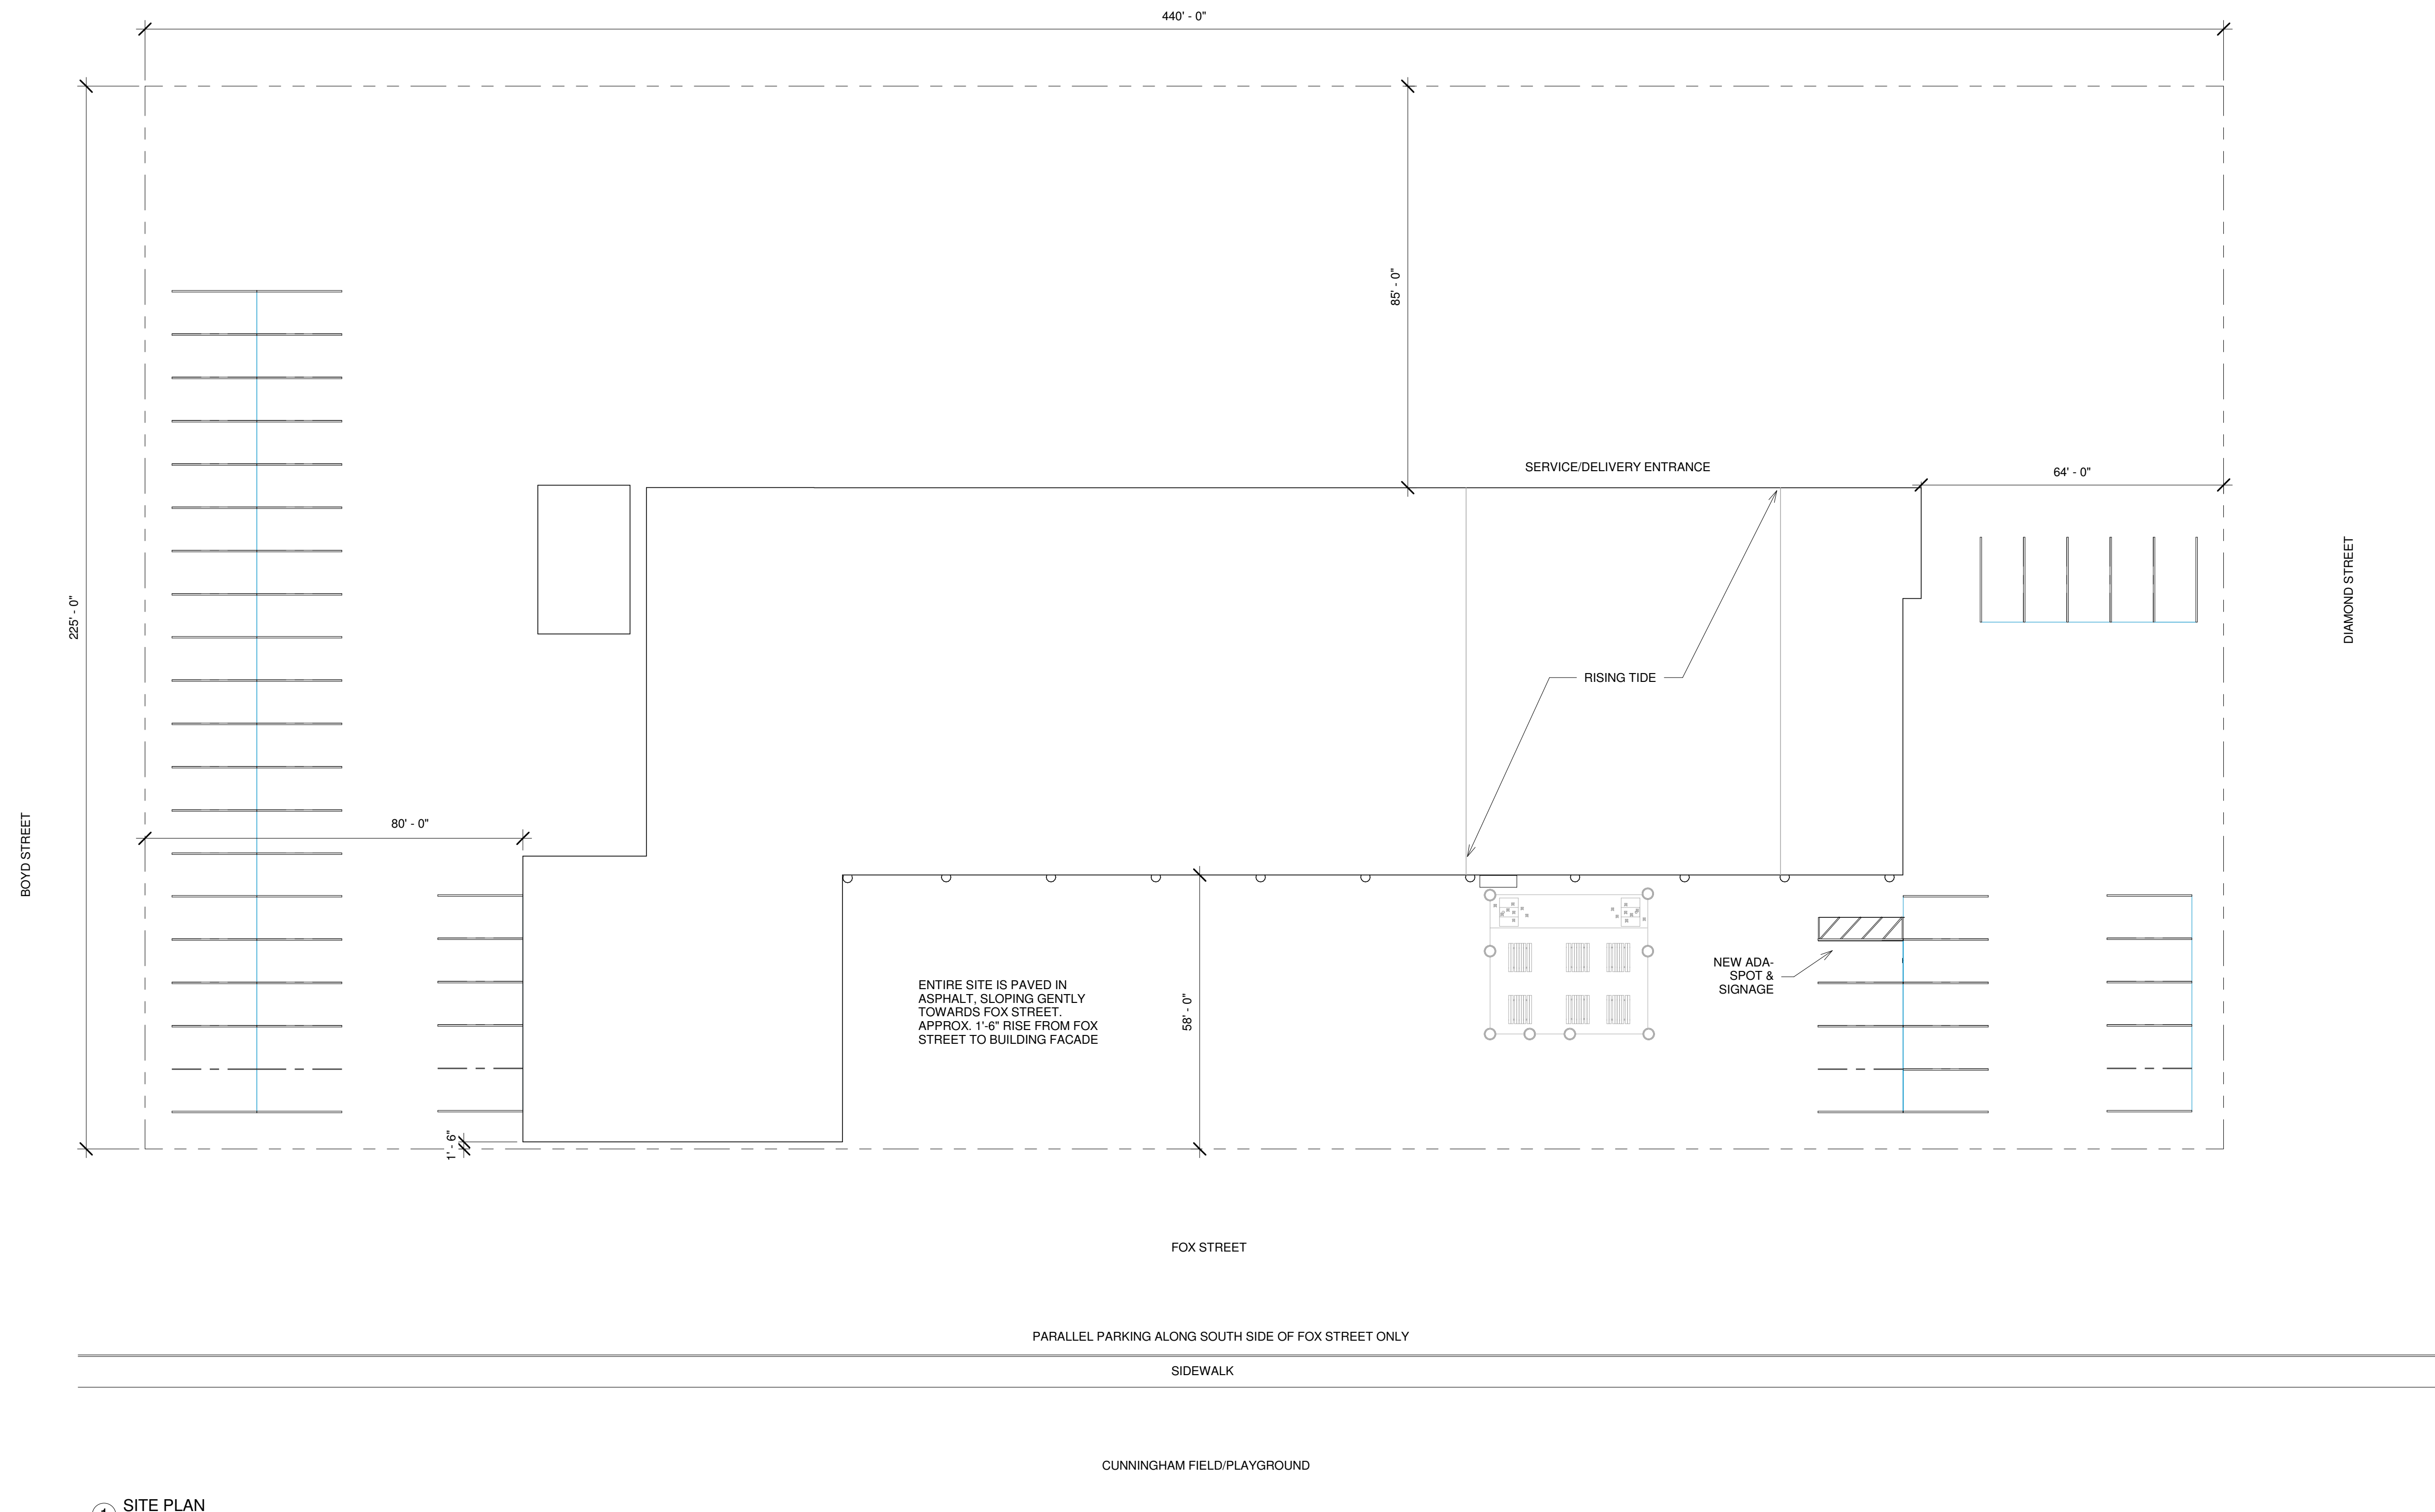 440' - 0"
85' - 0"
SERVICE/DELIVERY ENTRANCE
64' - 0"
DIAMOND STREET
225' - 0"
RISING TIDE
80' - 0"
BOYD STREET
NEW ADA-
SPOT &
SIGNAGE
ENTIRE SITE IS PAVED IN
ASPHALT, SLOPING GENTLY
TOWARDS FOX STREET.
APPROX. 1'-6" RISE FROM FOX
STREET TO BUILDING FACADE
58' - 0"
1' - 6"
FOX STREET
PARALLEL PARKING ALONG SOUTH SIDE OF FOX STREET ONLY
SIDEWALK
CUNNINGHAM FIELD/PLAYGROUND
1 SITE PLAN